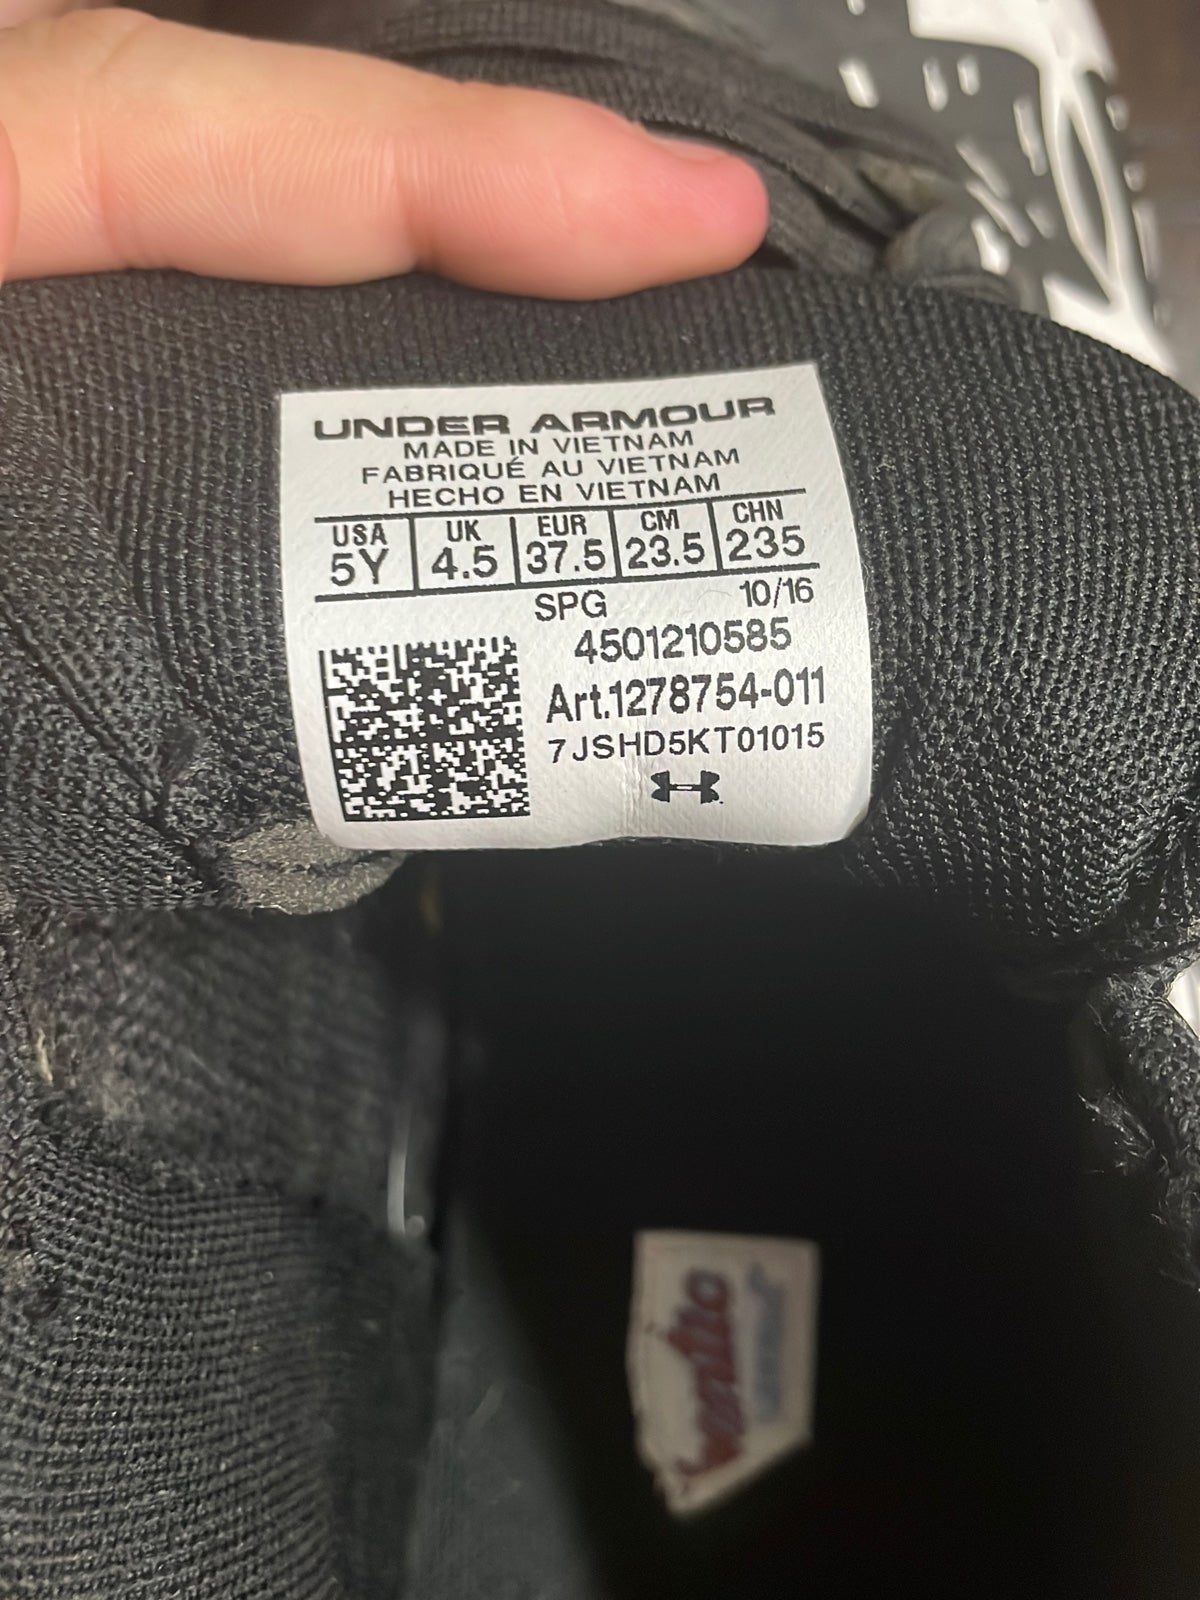 UNDER ARMOUR
MADE IN VIETNAM
FABRIQUÉ AU VIETNAM
HECHO EN VIETNAM
USA UK EUR CM CHN
5Y 4.5 37.5 23.5 235
SPG 10/16
4501210585
Art.1278754-011
7JSHD5KT01015